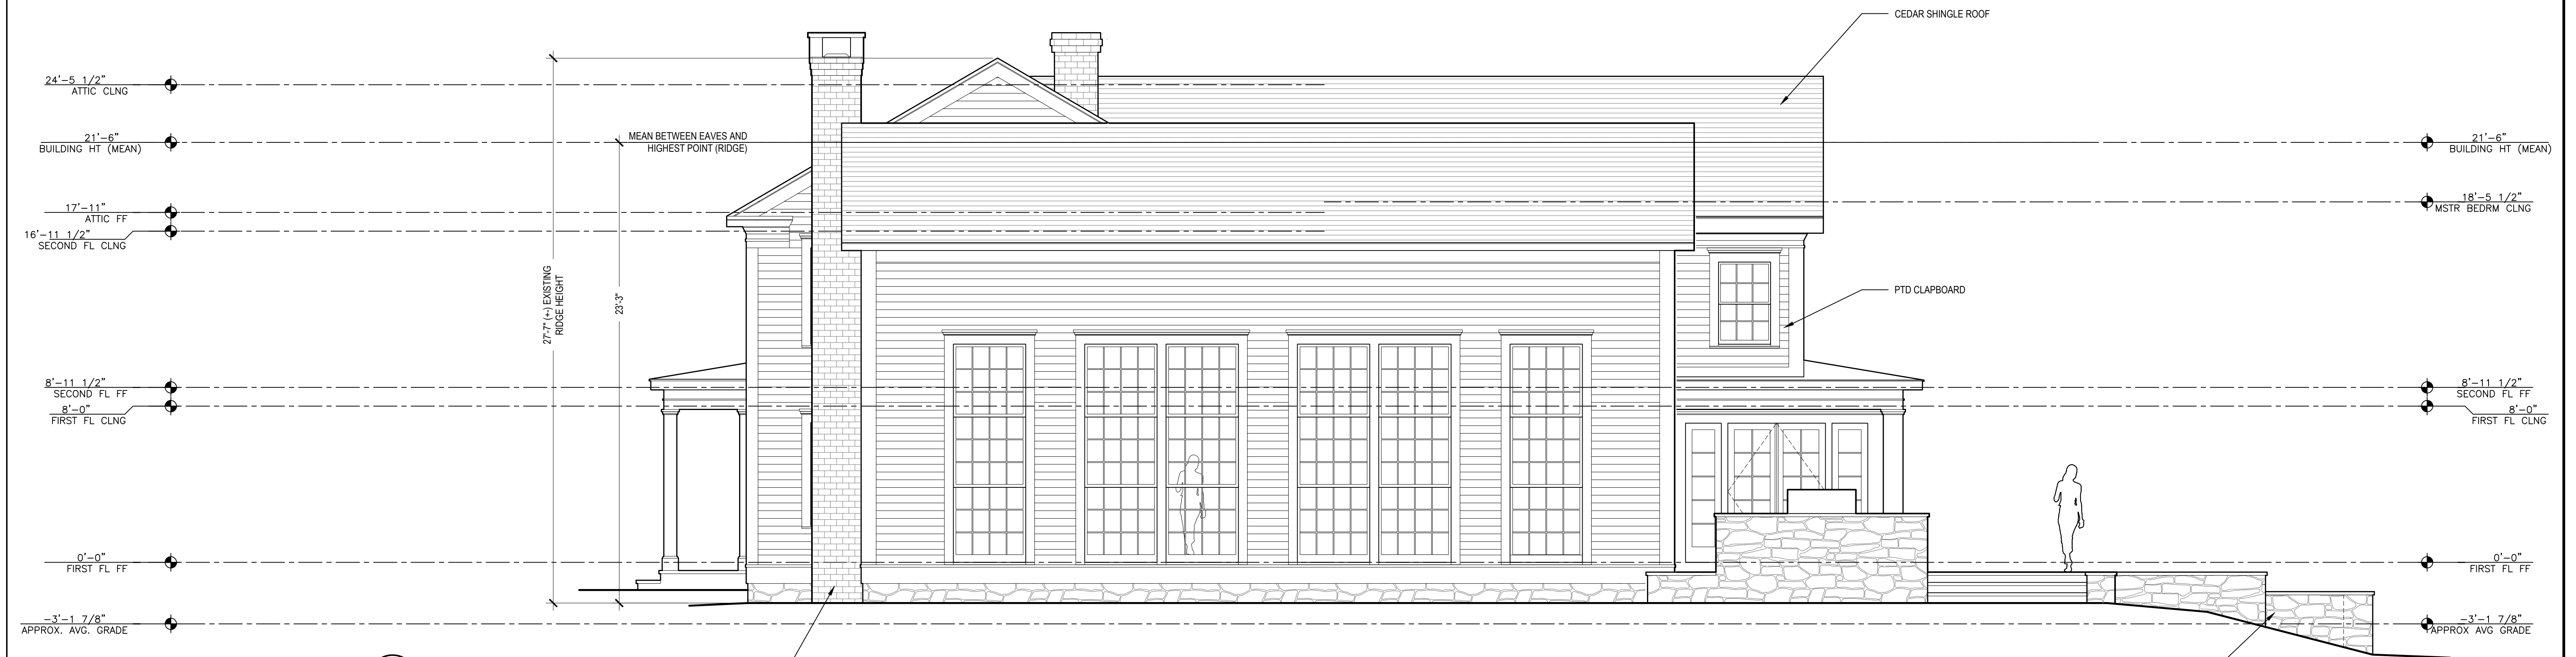 CEDAR SHINGLE ROOF
24'-5 1/2"
ATTIC CLNG
21'-6"
BUILDING HT (MEAN)
MEAN BETWEEN EAVES AND
HIGHEST POINT (RIDGE)
21'-6"
BUILDING HT (MEAN)
17'-11"
ATTIC FF
18'-5 1/2"
MSTR BEDRM CLNG
16'-11 1/2"
SECOND FL CLNG
27'-7" (+-) EXISTING
RIDGE HEIGHT
23'-3"
PTD CLAPBOARD
8'-11 1/2"
SECOND FL FF
8'-0"
FIRST FL CLNG
8'-11 1/2"
SECOND FL FF
8'-0"
FIRST FL CLNG
0'-0"
FIRST FL FF
0'-0"
FIRST FL FF
-3'-1 7/8"
APPROX. AVG. GRADE
-3'-1 7/8"
APPROX AVG GRADE